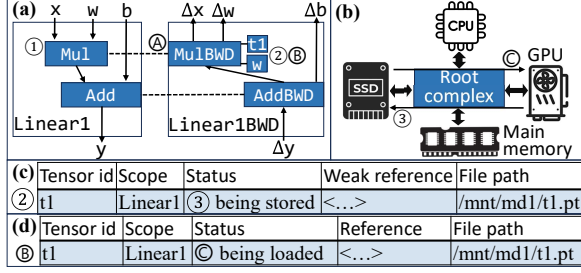 (a) x w b Δx Δw Δb
① Mul Ⓐ MulBWD t1 ② Ⓑ
w
Add AddBWD
Linear1 Linear1BWD
y Δy
(b) CPU
Ⓒ GPU
SSD Root complex
③
Main memory
(c) Tensor id Scope Status Weak reference File path
② t1 Linear1 ③ being stored <...> /mnt/md1/t1.pt
(d) Tensor id Scope Status Reference File path
Ⓑ t1 Linear1 Ⓒ being loaded <...> /mnt/md1/t1.pt